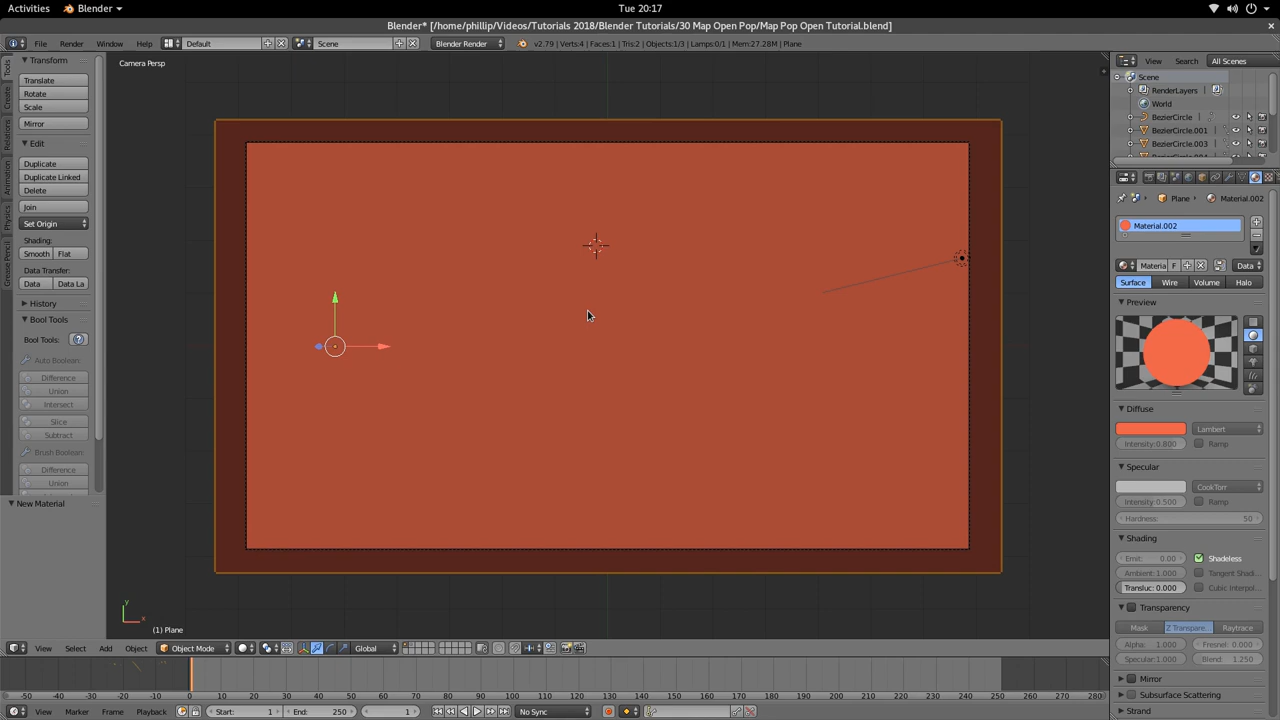 Activities Blender Tue 20:17
Blender* [/home/phillip/Videos/Tutorials 2018/Blender Tutorials/30 Map Open Pop/Map Pop Open Tutorial.blend]
File Render Window Help Default Scene Blender Render v2.79 | Verts:4 | Faces:1 | Tris:2 | Objects:1/3 | Lamps:0/1 | Mem:27.28M | Plane
Tools
Create
Relations
Animation
Physics
Grease Pencil
Transform
Translate
Rotate
Scale
Mirror
Edit
Duplicate
Duplicate Linked
Delete
Join
Set Origin
Shading:
Smooth Flat
Data Transfer:
Data Data La
History
Bool Tools
Bool Tools:
Auto Boolean
Difference
Union
Intersect
Slice
Subtract
Brush Boolean
Difference
Union
New Material
Camera Persp
y
x
(1) Plane
View Select Add Object Object Mode Global
-50 -40 -30 -20 -10 0 10 20 30 40 50 60 70 80 90 100 110 120 130 140 150 160 170 180 190 200 210 220 230 240 250 260 270 280
View Marker Frame Playback Start: 1 End: 250 1 No Sync
View Search All Scenes
Scene
RenderLayers
World
BezierCircle
BezierCircle.001
BezierCircle.003
Plane Material.002
Material.002
Materia F Data
Surface Wire Volume Halo
Preview
Diffuse
Lambert
Intensity:0.800 Ramp
Specular
CookTorr
Intensity:0.500 Ramp
Hardness: 50
Shading
Emit: 0.00 Shadeless
Ambient: 1.000 Tangent Shadi...
Transluc: 0.000 Cubic Interpol...
Transparency
Mask Z Transpare... Raytrace
Alpha: 1.000 Fresnel: 0.000
Specular:1.000 Blend: 1.250
Mirror
Subsurface Scattering
Strand